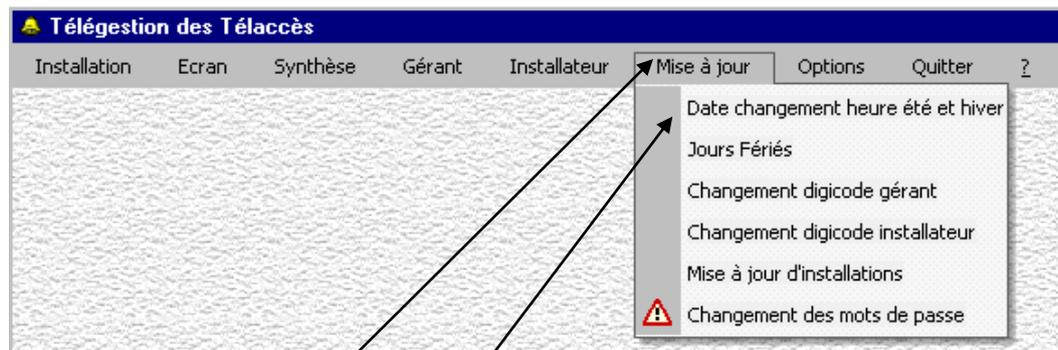 Télégestion des Télaccès
Installation Ecran Synthèse Gérant Installateur Mise à jour Options Quitter ?
Date changement heure été et hiver
Jours Fériés
Changement digicode gérant
Changement digicode installateur
Mise à jour d'installations
Changement des mots de passe